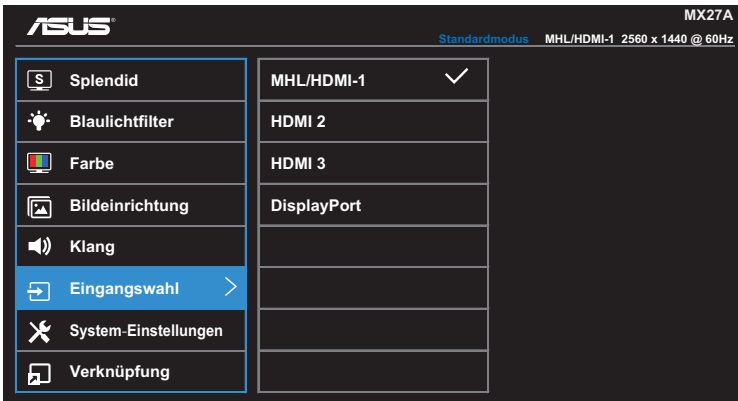 ASUS
MX27A
Standardmodus MHL/HDMI-1 2560 x 1440 @ 60Hz
S Splendid
Blaulichtfilter
Farbe
Bildeinrichtung
Klang
Eingangswahl
System-Einstellungen
Verknüpfung
MHL/HDMI-1
HDMI 2
HDMI 3
DisplayPort